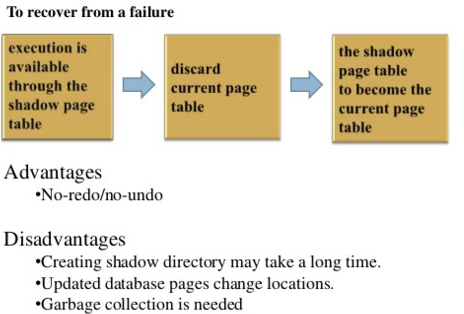 To recover from a failure
execution is
available
through the
shadow page
table
discard
current page
table
the shadow
page table
to become the
current page
table
Advantages
•No-redo/no-undo
Disadvantages
•Creating shadow directory may take a long time.
•Updated database pages change locations.
•Garbage collection is needed